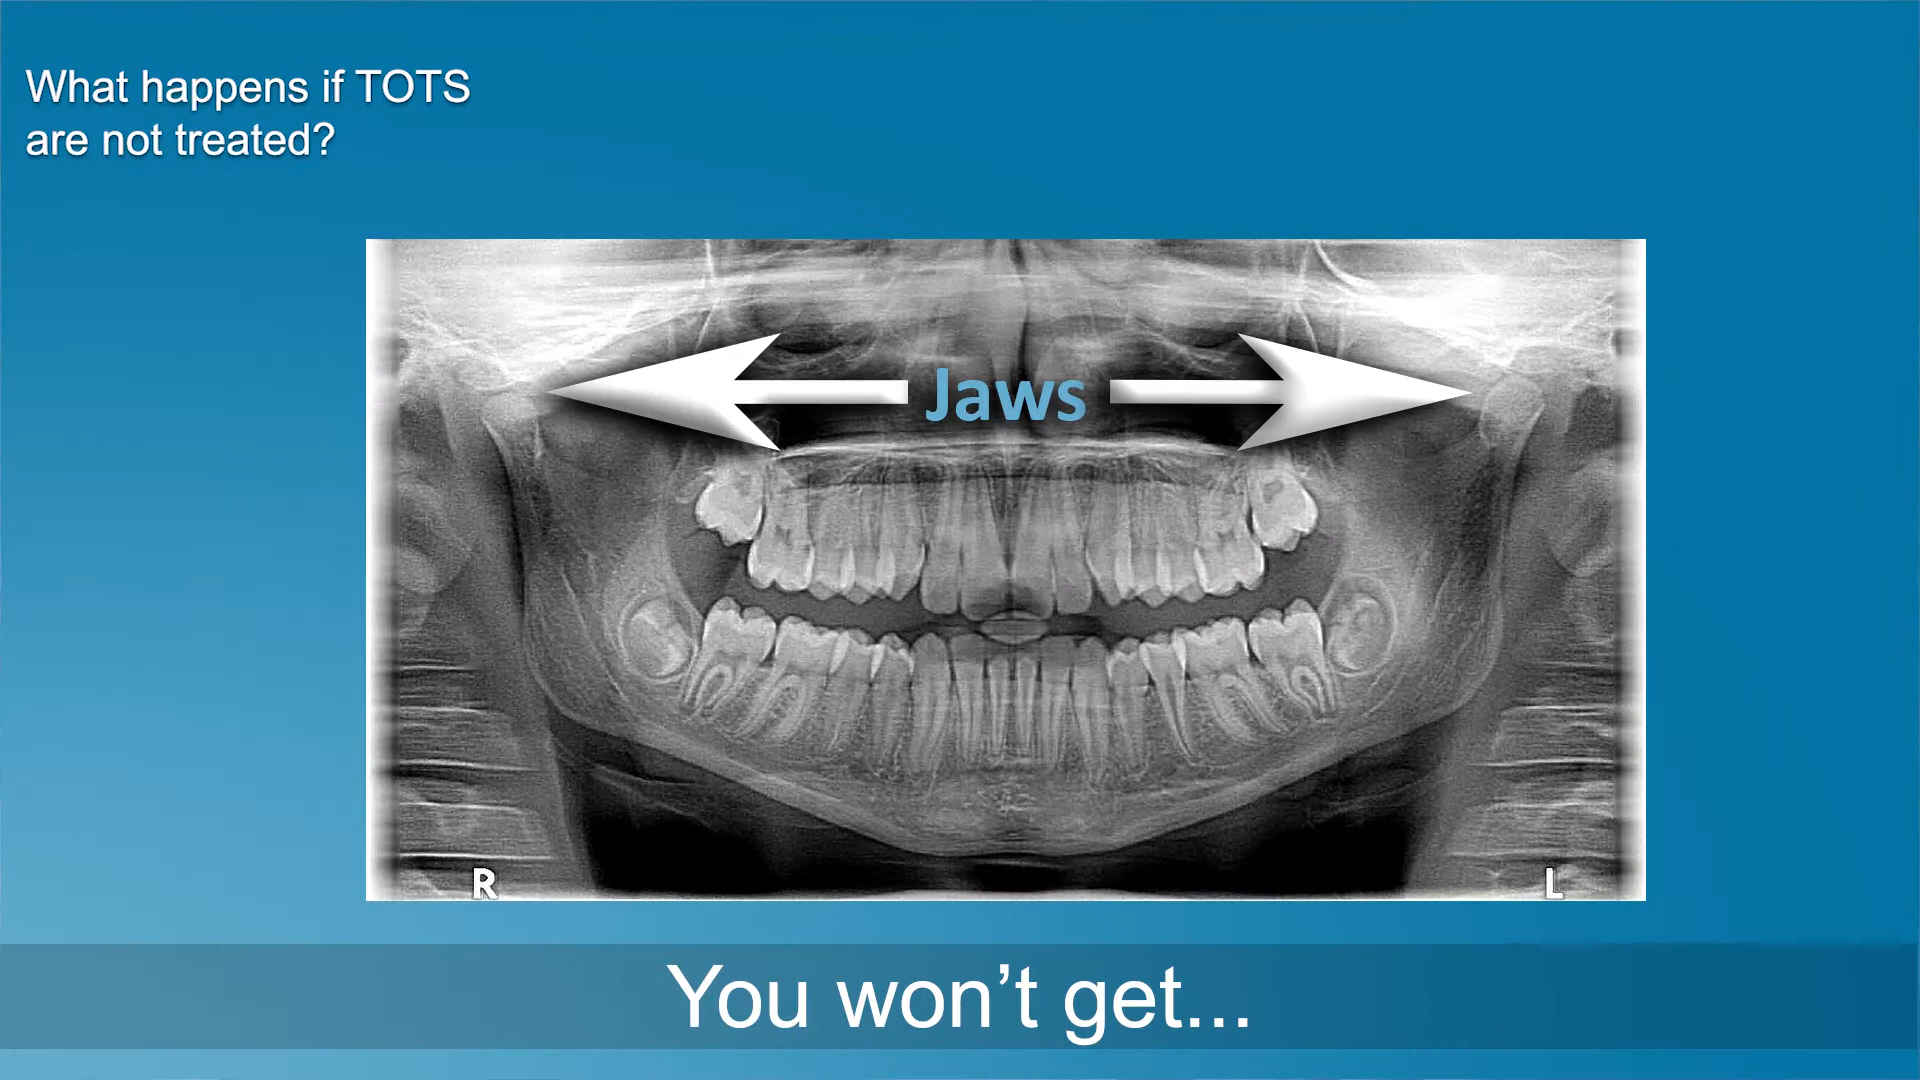 What happens if TOTS
are not treated?
Jaws
R
L
You won’t get...